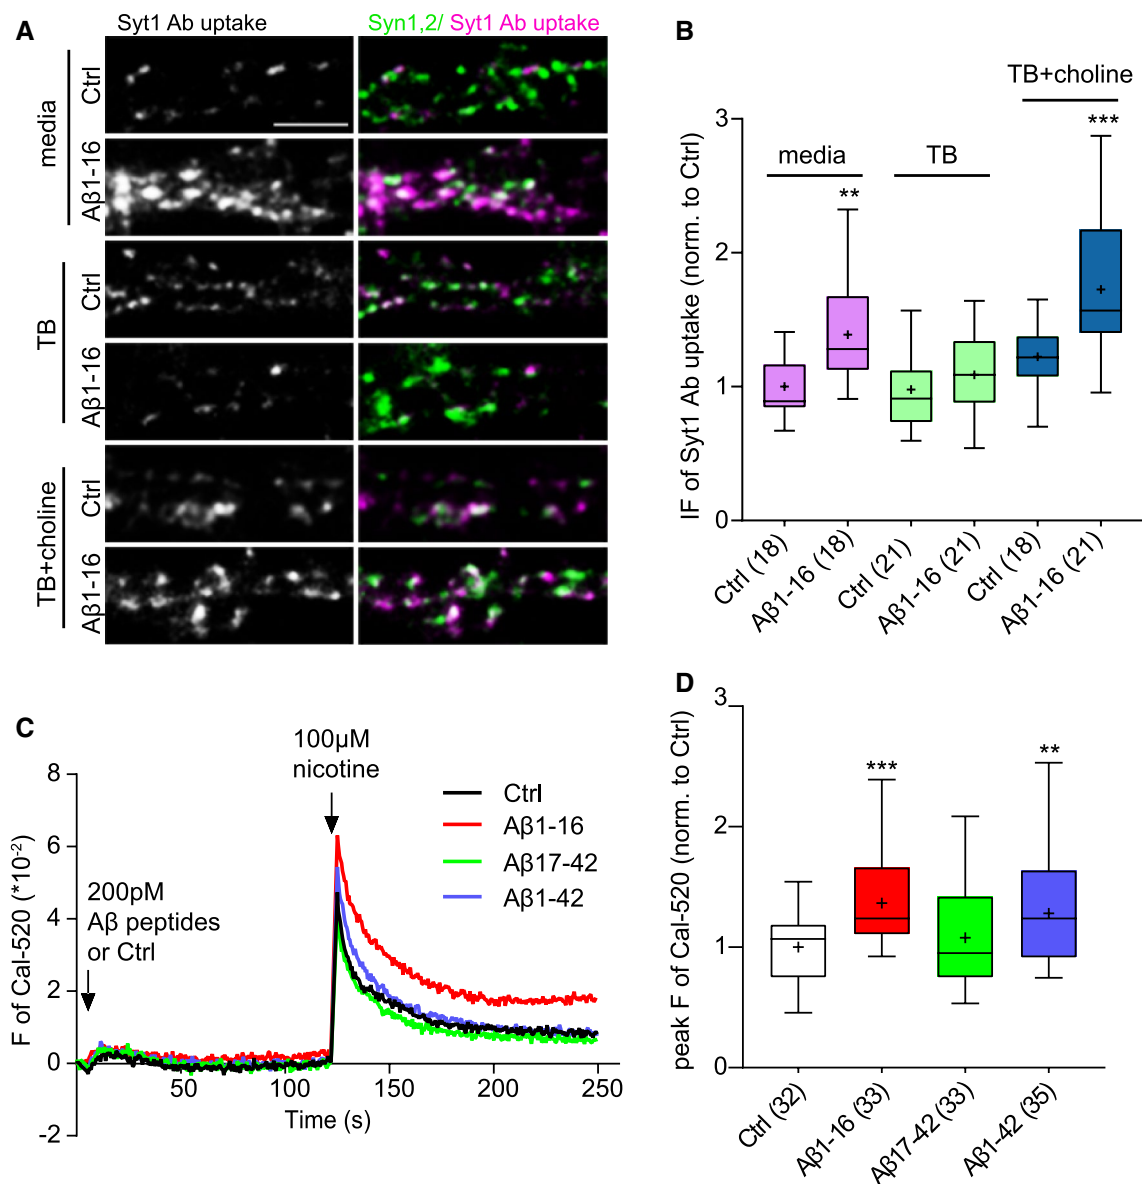 A
Syt1 Ab uptake
Syn1,2/ Syt1 Ab uptake
media
Ctrl
Aβ1-16
TB
Ctrl
Aβ1-16
TB+choline
Ctrl
Aβ1-16
B
IF of Syt1 Ab uptake (norm. to Ctrl)
3
2
1
0
media
**
TB
TB+choline
***
Ctrl (18)
Aβ1-16 (18)
Ctrl (21)
Aβ1-16 (21)
Ctrl (18)
Aβ1-16 (21)
C
F of Cal-520 (*10-2)
8
6
4
2
0
-2
200pM
Aβ peptides
or Ctrl
100µM
nicotine
Ctrl
Aβ1-16
Aβ17-42
Aβ1-42
50
100
150
200
250
Time (s)
D
peak F of Cal-520 (norm. to Ctrl)
3
2
1
0
***
**
Ctrl (32)
Aβ1-16 (33)
Aβ17-42 (33)
Aβ1-42 (35)